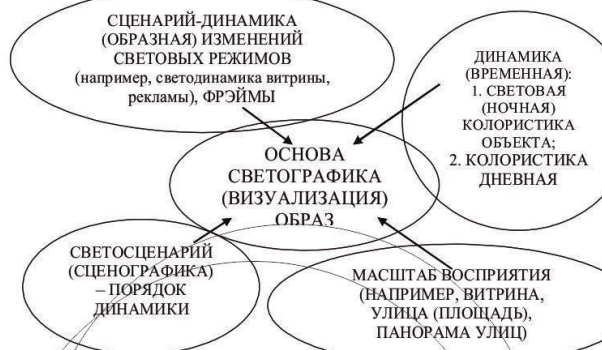 СЦЕНАРИЙ-ДИНАМИКА
(ОБРАЗНАЯ) ИЗМЕНЕНИЙ
СВЕТОВЫХ РЕЖИМОВ
(например, светодинамика витрины,
рекламы), ФРЭЙМЫ
ДИНАМИКА
(ВРЕМЕННАЯ):
1. СВЕТОВАЯ
(НОЧНАЯ)
КОЛОРИСТИКА
ОБЪЕКТА;
2. КОЛОРИСТИКА
ДНЕВНАЯ
ОСНОВА
СВЕТОГРАФИКА
(ВИЗУАЛИЗАЦИЯ)
ОБРАЗ
СВЕТОСЦЕНАРИЙ
(СЦЕНОГРАФИКА)
– ПОРЯДОК
ДИНАМИКИ
МАСШТАБ ВОСПРИЯТИЯ
(НАПРИМЕР, ВИТРИНА,
УЛИЦА (ПЛОЩАДЬ),
ПАНОРАМА УЛИЦ)